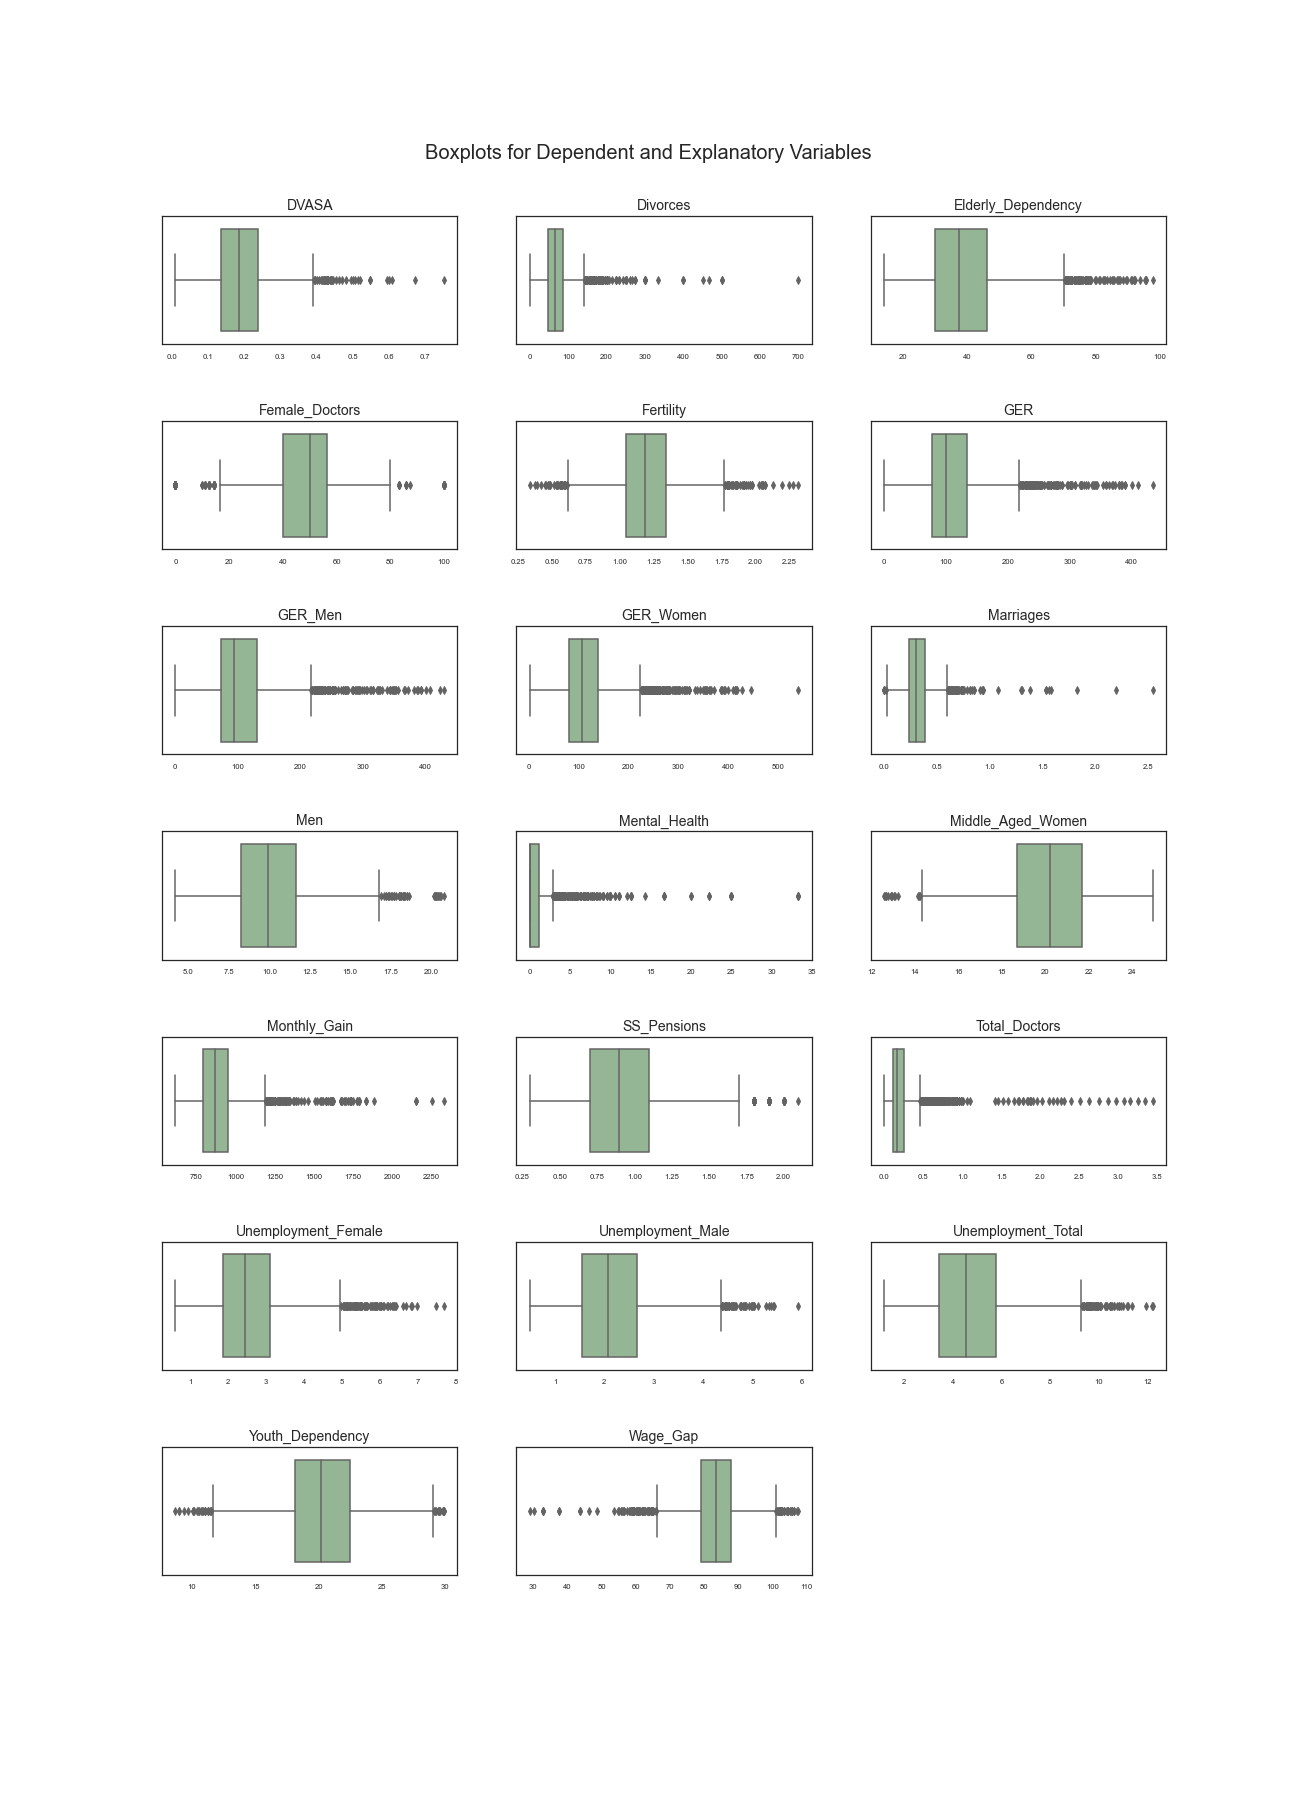 Boxplots for Dependent and Explanatory Variables
DVASA
0.0 0.1 0.2 0.3 0.4 0.5 0.6 0.7
Divorces
0 100 200 300 400 500 600 700
Elderly_Dependency
20 40 60 80 100
Female_Doctors
0 20 40 60 80 100
Fertility
0.25 0.50 0.75 1.00 1.25 1.50 1.75 2.00 2.25
GER
0 100 200 300 400
GER_Men
0 100 200 300 400
GER_Women
0 100 200 300 400 500
Marriages
0.0 0.5 1.0 1.5 2.0 2.5
Men
5.0 7.5 10.0 12.5 15.0 17.5 20.0
Mental_Health
0 5 10 15 20 25 30 35
Middle_Aged_Women
12 14 16 18 20 22 24
Monthly_Gain
750 1000 1250 1500 1750 2000 2250
SS_Pensions
0.25 0.50 0.75 1.00 1.25 1.50 1.75 2.00
Total_Doctors
0.0 0.5 1.0 1.5 2.0 2.5 3.0 3.5
Unemployment_Female
1 2 3 4 5 6 7 8
Unemployment_Male
1 2 3 4 5 6
Unemployment_Total
2 4 6 8 10 12
Youth_Dependency
10 15 20 25 30
Wage_Gap
30 40 50 60 70 80 90 100 110